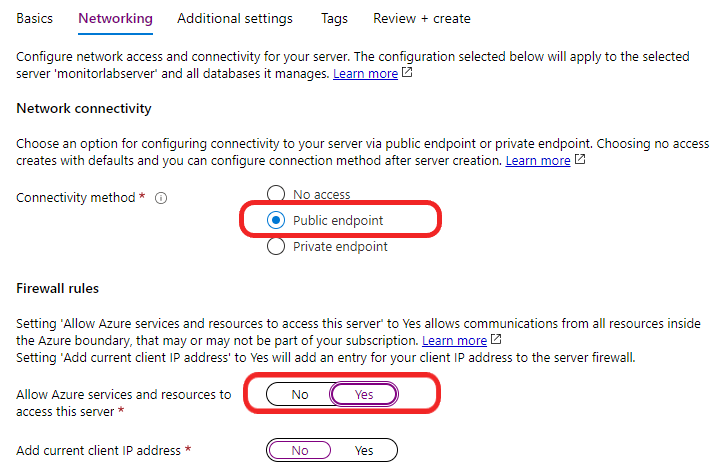 Basics Networking Additional settings Tags Review + create
Configure network access and connectivity for your server. The configuration selected below will apply to the selected
server 'monitorlabserver' and all databases it manages. Learn more
Network connectivity
Choose an option for configuring connectivity to your server via public endpoint or private endpoint. Choosing no access
creates with defaults and you can configure connection method after server creation. Learn more
Connectivity method *
No access
Public endpoint
Private endpoint
Firewall rules
Setting 'Allow Azure services and resources to access this server' to Yes allows communications from all resources inside
the Azure boundary, that may or may not be part of your subscription. Learn more
Setting 'Add current client IP address' to Yes will add an entry for your client IP address to the server firewall.
Allow Azure services and resources to
access this server *
No Yes
Add current client IP address * No Yes